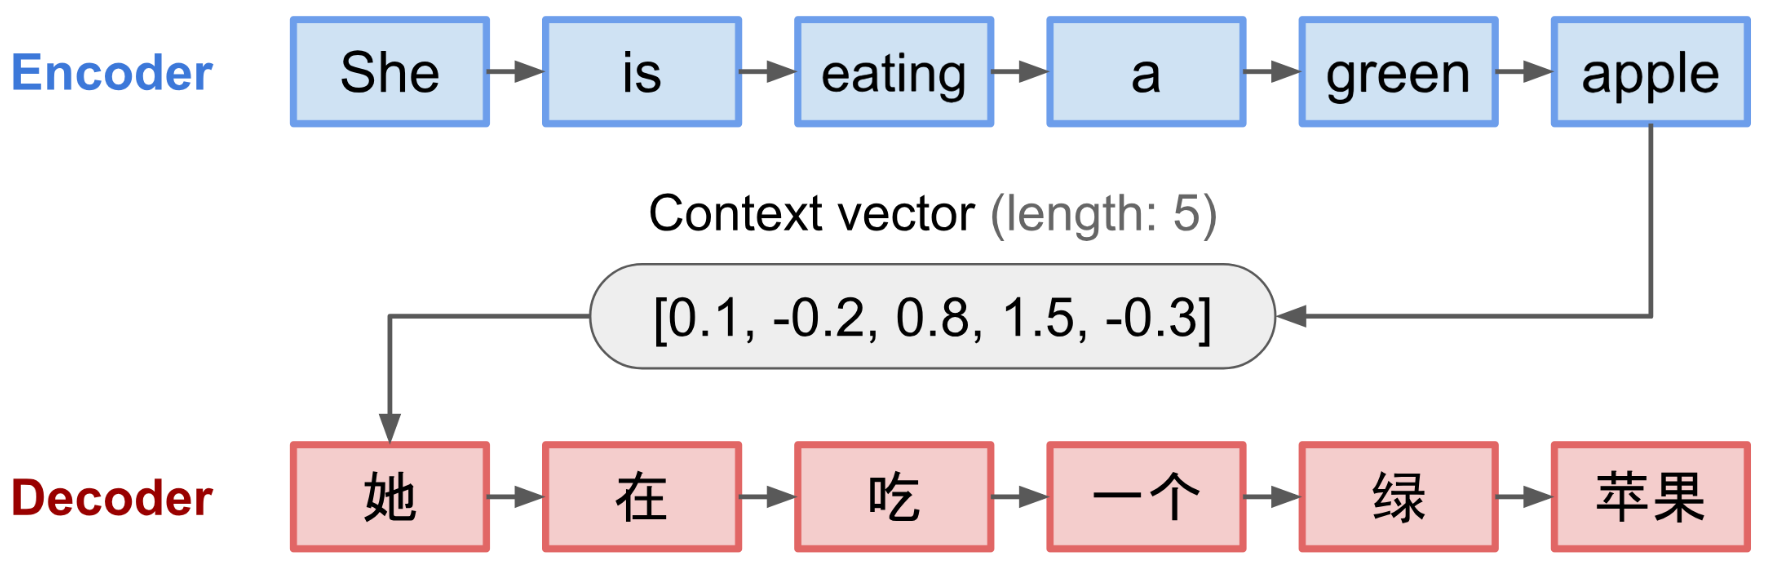 Encoder She is eating a green apple
Context vector (length: 5)
[0.1, -0.2, 0.8, 1.5, -0.3]
Decoder 她 在 吃 一个 绿 苹果